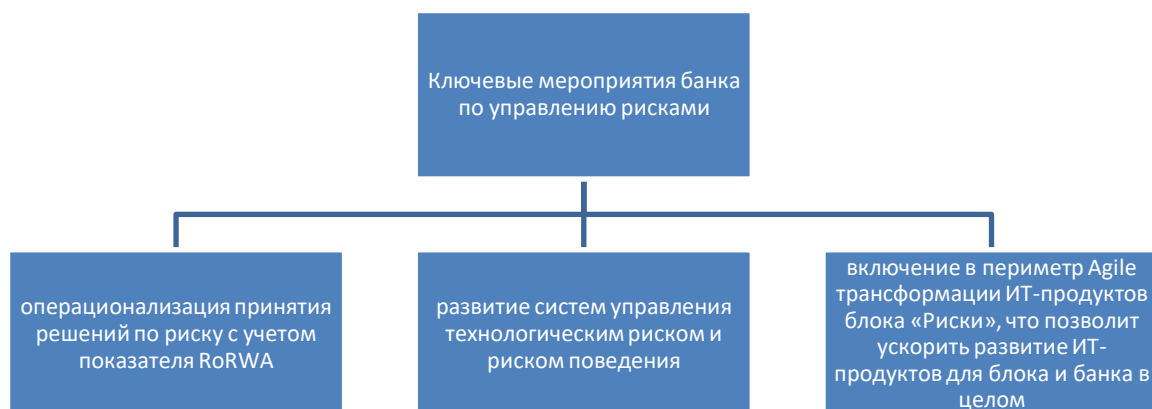 Ключевые мероприятия банка
по управлению рисками
операционализация принятия
решений по риску с учетом
показателя RoRWA
развитие систем управления
технологическим риском и
риском поведения
включение в периметр Agile
трансформации ИТ-продуктов
блока «Риски», что позволит
ускорить развитие ИТ-
продуктов для блока и банка в
целом